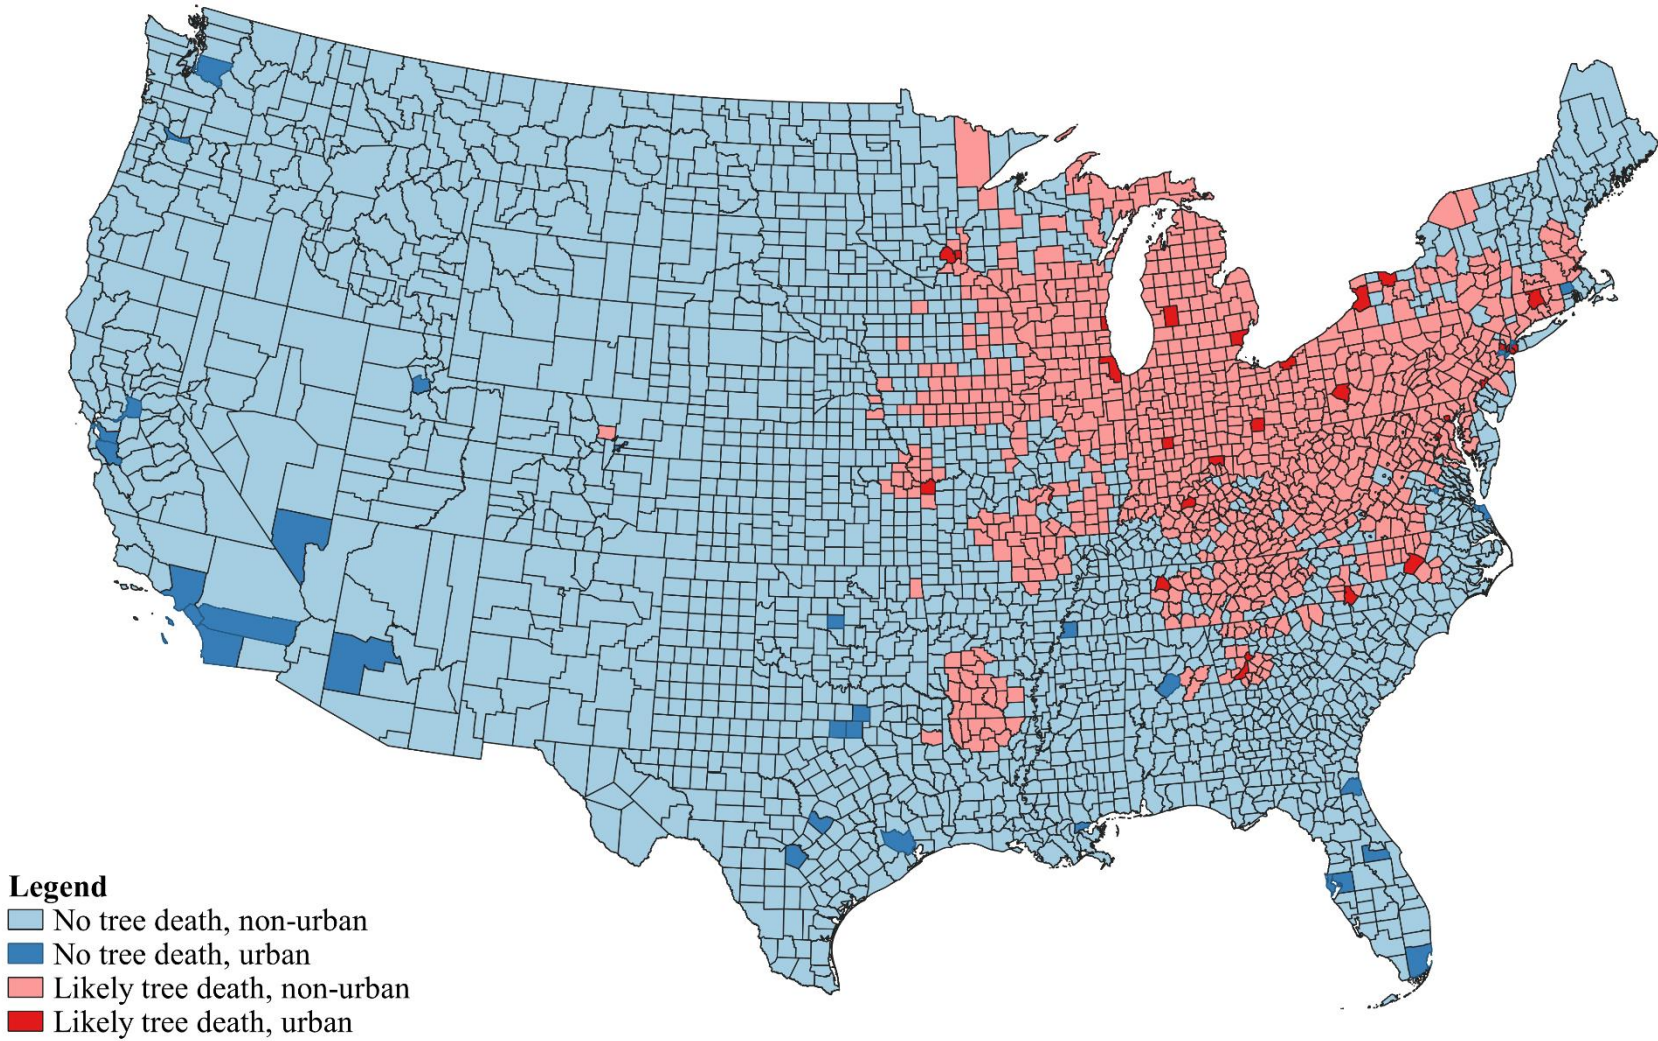 Legend
No tree death, non-urban
No tree death, urban
Likely tree death, non-urban
Likely tree death, urban